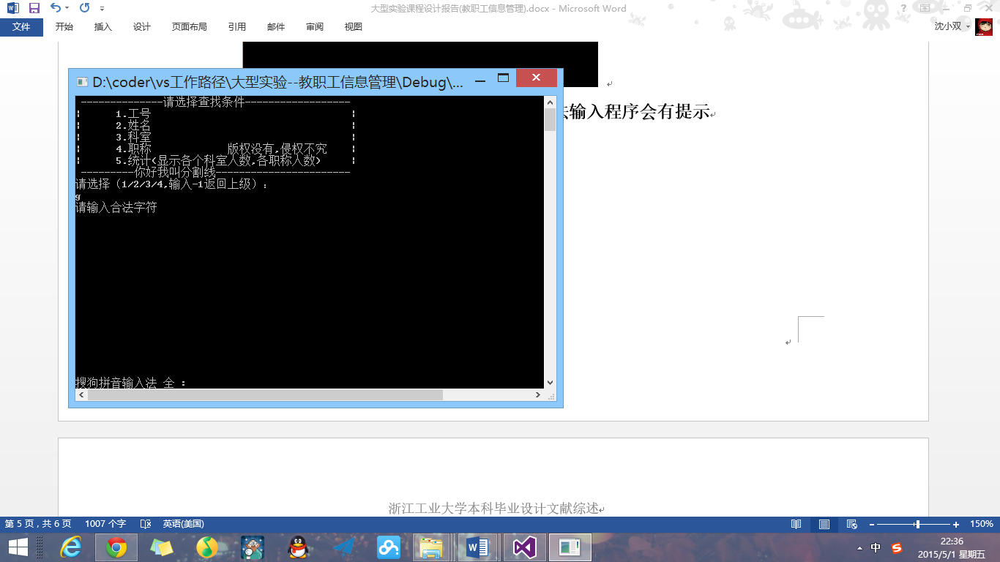 大型实验课程设计报告(教职工信息管理).docx - Microsoft Word
文件 开始 插入 设计 页面布局 引用 邮件 审阅 视图 沈小双
D:\coder\vs工作路径\大型实验--教职工信息管理\Debug\...
法输入程序会有提示
--------------请选择查找条件------------------
¦ 1.工号 ¦
¦ 2.姓名 ¦
¦ 3.科室 ¦
¦ 4.职称 版权没有,侵权不究 ¦
¦ 5.统计(显示各个科室人数,各职称人数) ¦
---------你好我叫分割线-----------------------
请选择（1/2/3/4,输入-1返回上级）：
g
请输入合法字符
搜狗拼音输入法 全 ：
浙江工业大学本科毕业设计文献综述
第 5 页，共 6 页 1007 个字 英语(美国) 150%
中 22:36
2015/5/1 星期五